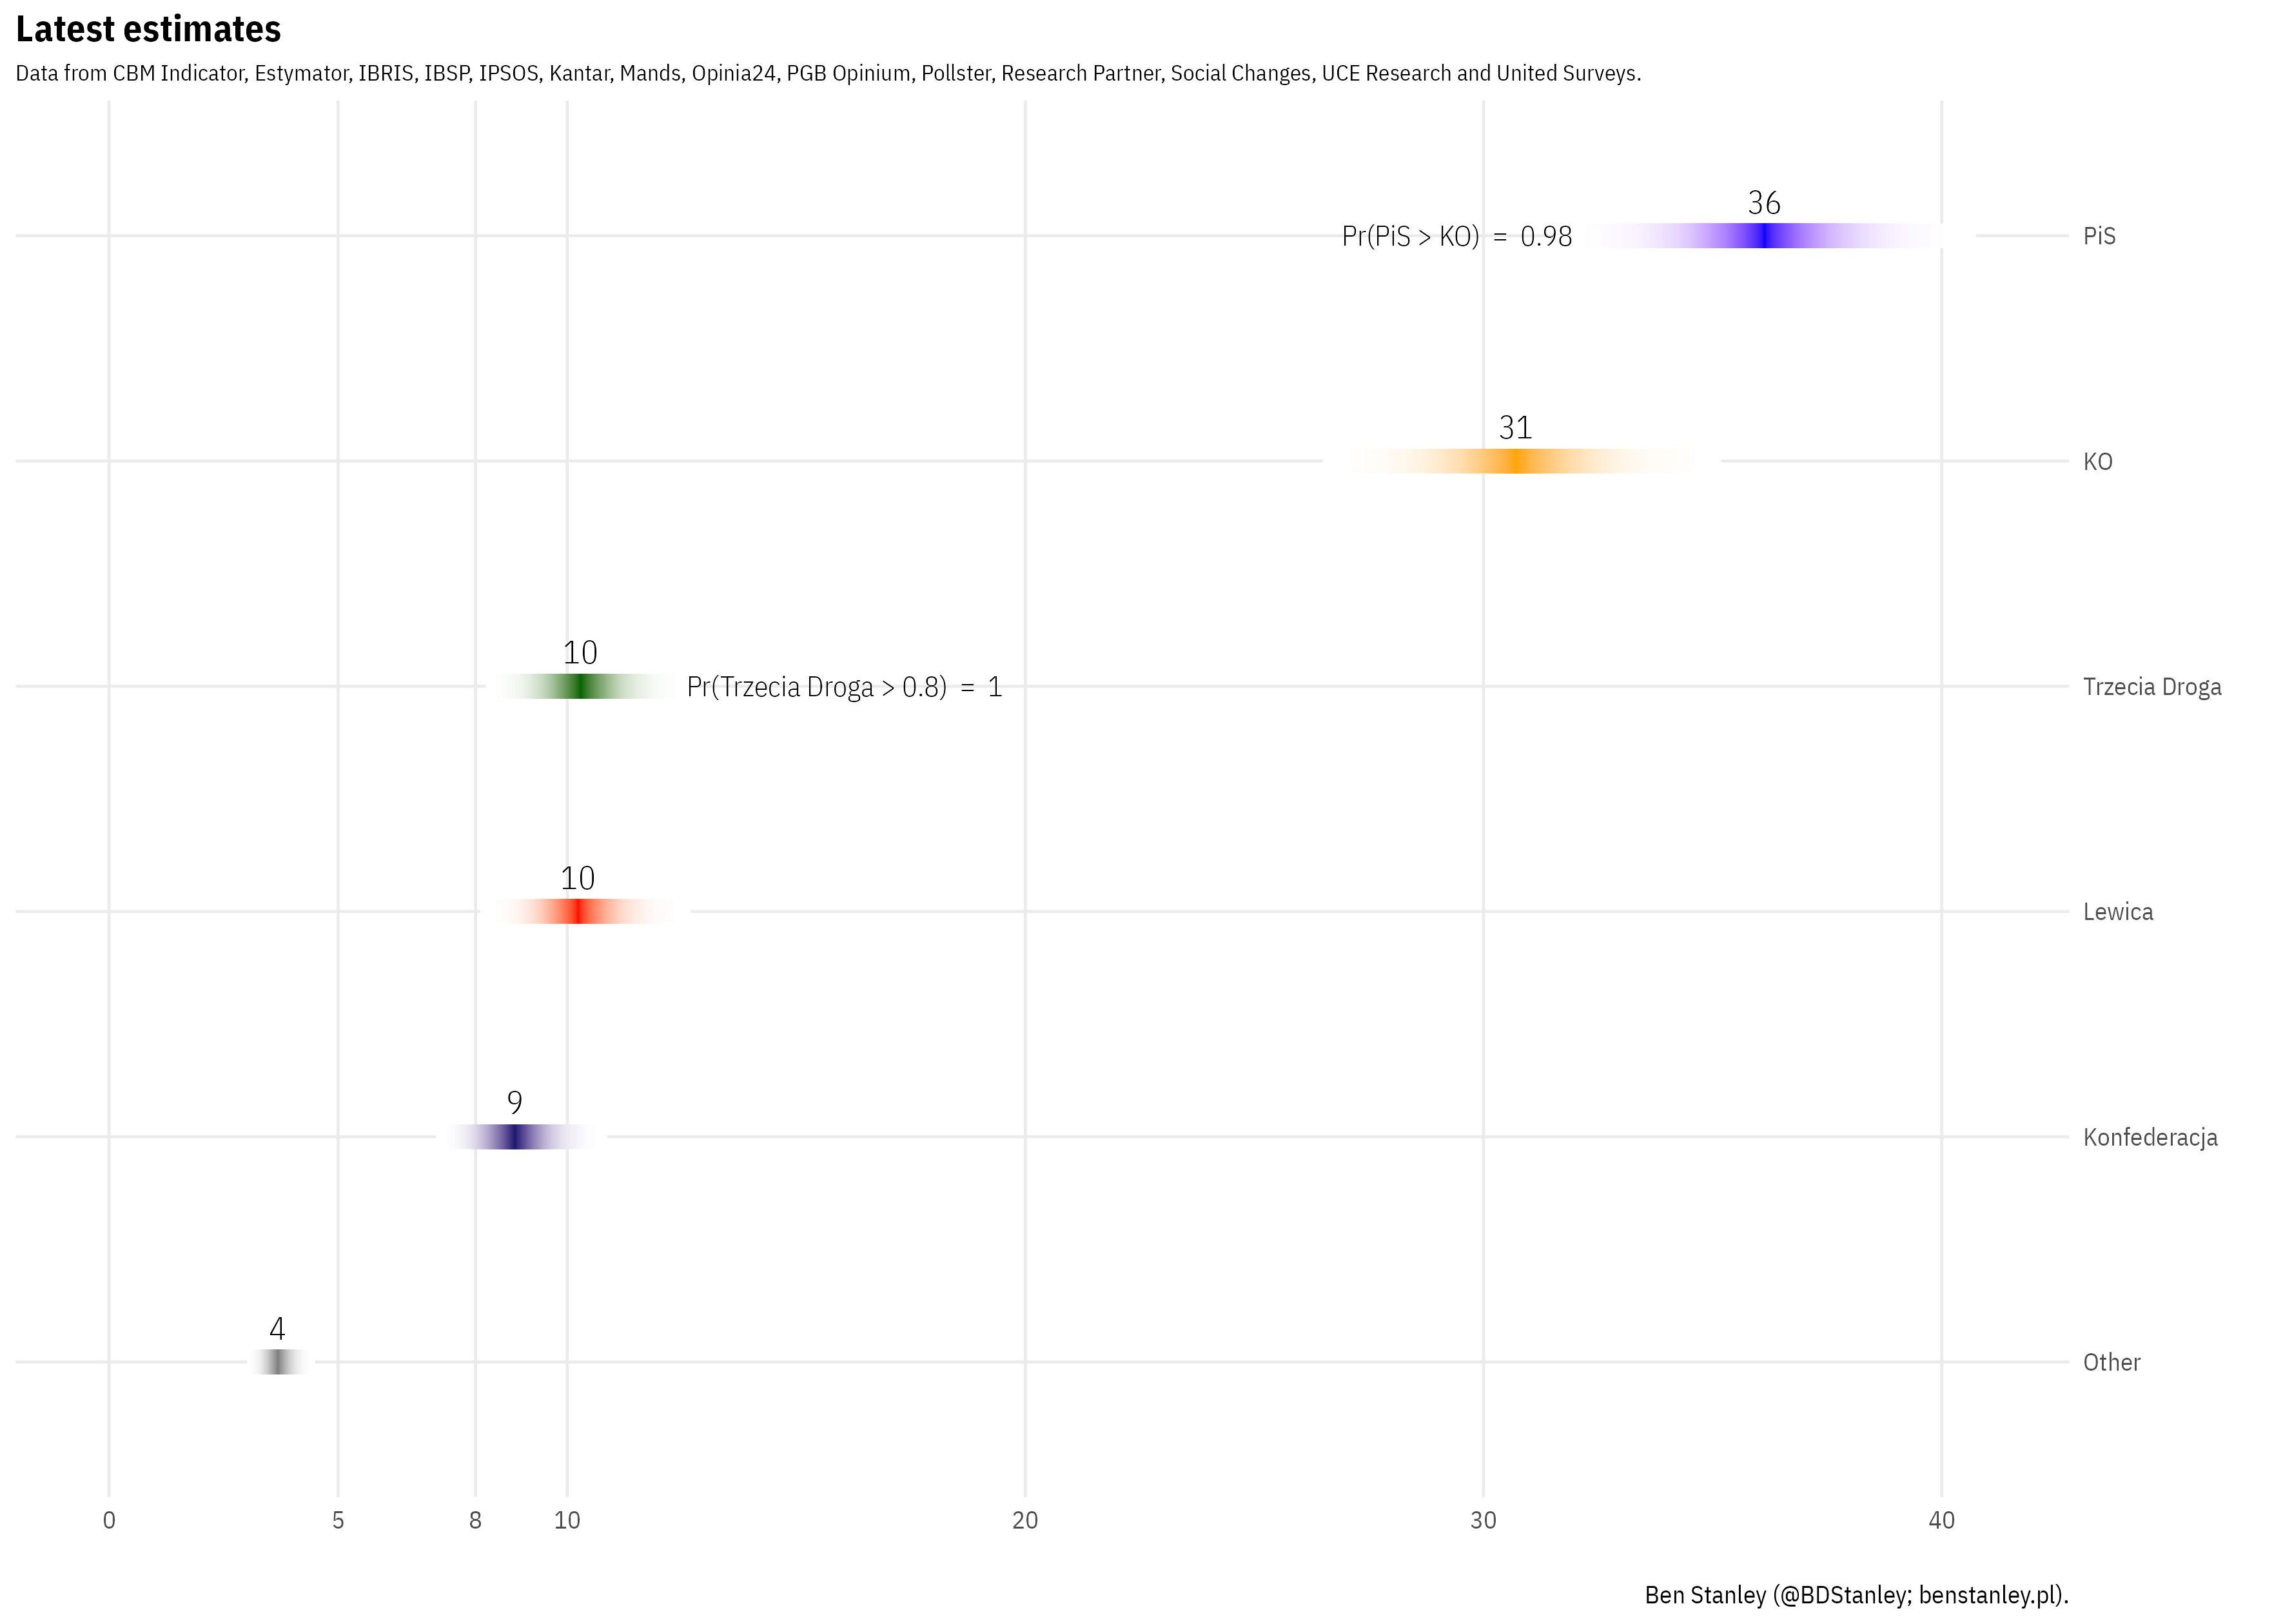 Latest estimates
Data from CBM Indicator, Estymator, IBRIS, IBSP, IPSOS, Kantar, Mands, Opinia24, PGB Opinium, Pollster, Research Partner, Social Changes, UCE Research and United Surveys.
36
Pr(PiS > KO) = 0.98
PiS
31
KO
10
Pr(Trzecia Droga > 0.8) = 1
Trzecia Droga
10
Lewica
9
Konfederacja
4
Other
0 5 8 10 20 30 40
Ben Stanley (@BDStanley; benstanley.pl).